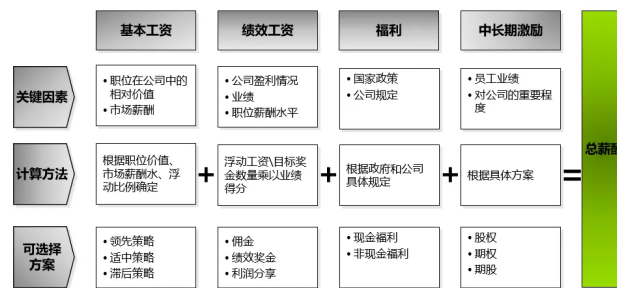 基本工资
绩效工资
福利
中长期激励
关键因素
• 职位在公司中的
相对价值
• 市场薪酬
• 公司盈利情况
• 业绩
• 职位薪酬水平
• 国家政策
• 公司规定
• 员工业绩
• 对公司的重要程
度
计算方法
根据职位价值、
市场薪酬水、浮
动比例确定
+
浮动工资\目标奖
金数量乘以业绩
得分
+
根据政府和公司
具体规定
+
根据具体方案
=
总薪酬
可选择
方案
• 领先策略
• 适中策略
• 滞后策略
• 佣金
• 绩效奖金
• 利润分享
• 现金福利
• 非现金福利
• 股权
• 期权
• 期股